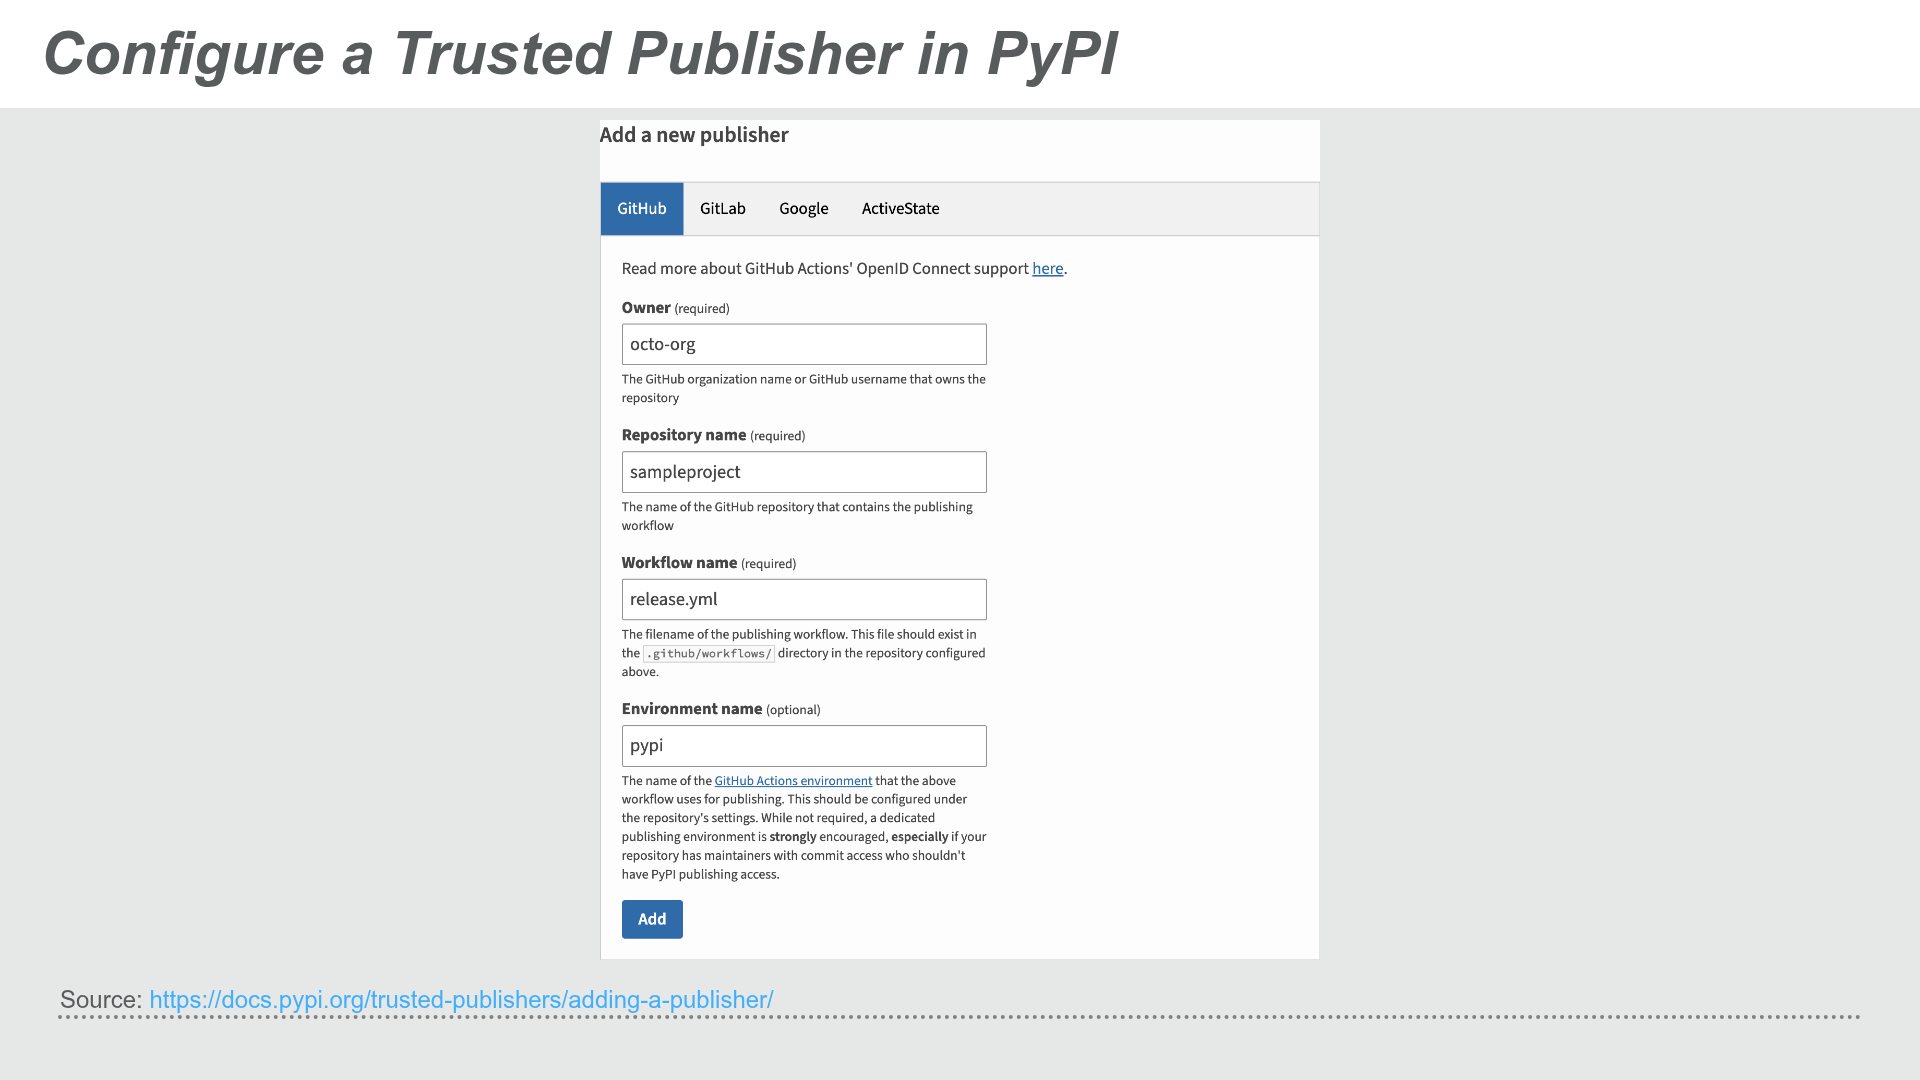 Configure a Trusted Publisher in PyPI
Add a new publisher
GitHub GitLab Google ActiveState
Read more about GitHub Actions' OpenID Connect support here.
Owner (required)
octo-org
The GitHub organization name or GitHub username that owns the
repository
Repository name (required)
sampleproject
The name of the GitHub repository that contains the publishing
workflow
Workflow name (required)
release.yml
The filename of the publishing workflow. This file should exist in
the .github/workflows/ directory in the repository configured
above.
Environment name (optional)
pypi
The name of the GitHub Actions environment that the above
workflow uses for publishing. This should be configured under
the repository's settings. While not required, a dedicated
publishing environment is strongly encouraged, especially if your
repository has maintainers with commit access who shouldn't
have PyPI publishing access.
Add
Source: https://docs.pypi.org/trusted-publishers/adding-a-publisher/